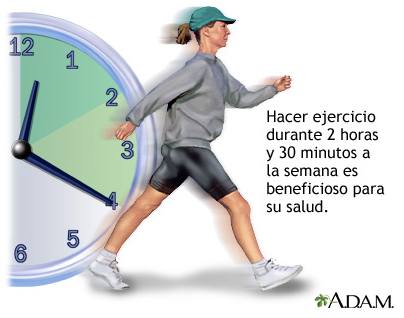 12
1
2
3
4
5
6
Hacer ejercicio
durante 2 horas
y 30 minutos a
la semana es
beneficioso para
su salud.
A.D.A.M.